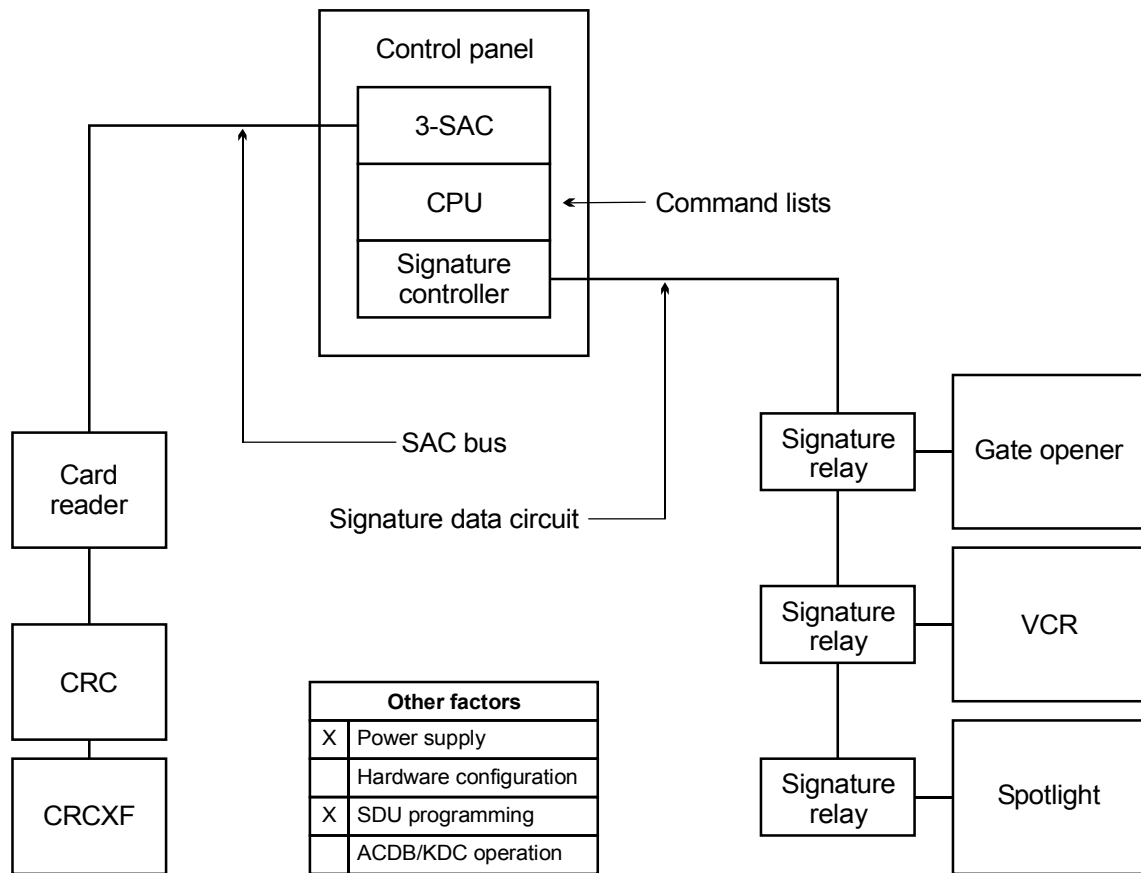 Control panel
3-SAC
CPU
Command lists
Signature
controller
SAC bus
Signature data circuit
Card
reader
CRC
CRCXF
Signature
relay
Gate opener
Signature
relay
VCR
Signature
relay
Spotlight
Other factors
X Power supply
Hardware configuration
X SDU programming
ACDB/KDC operation